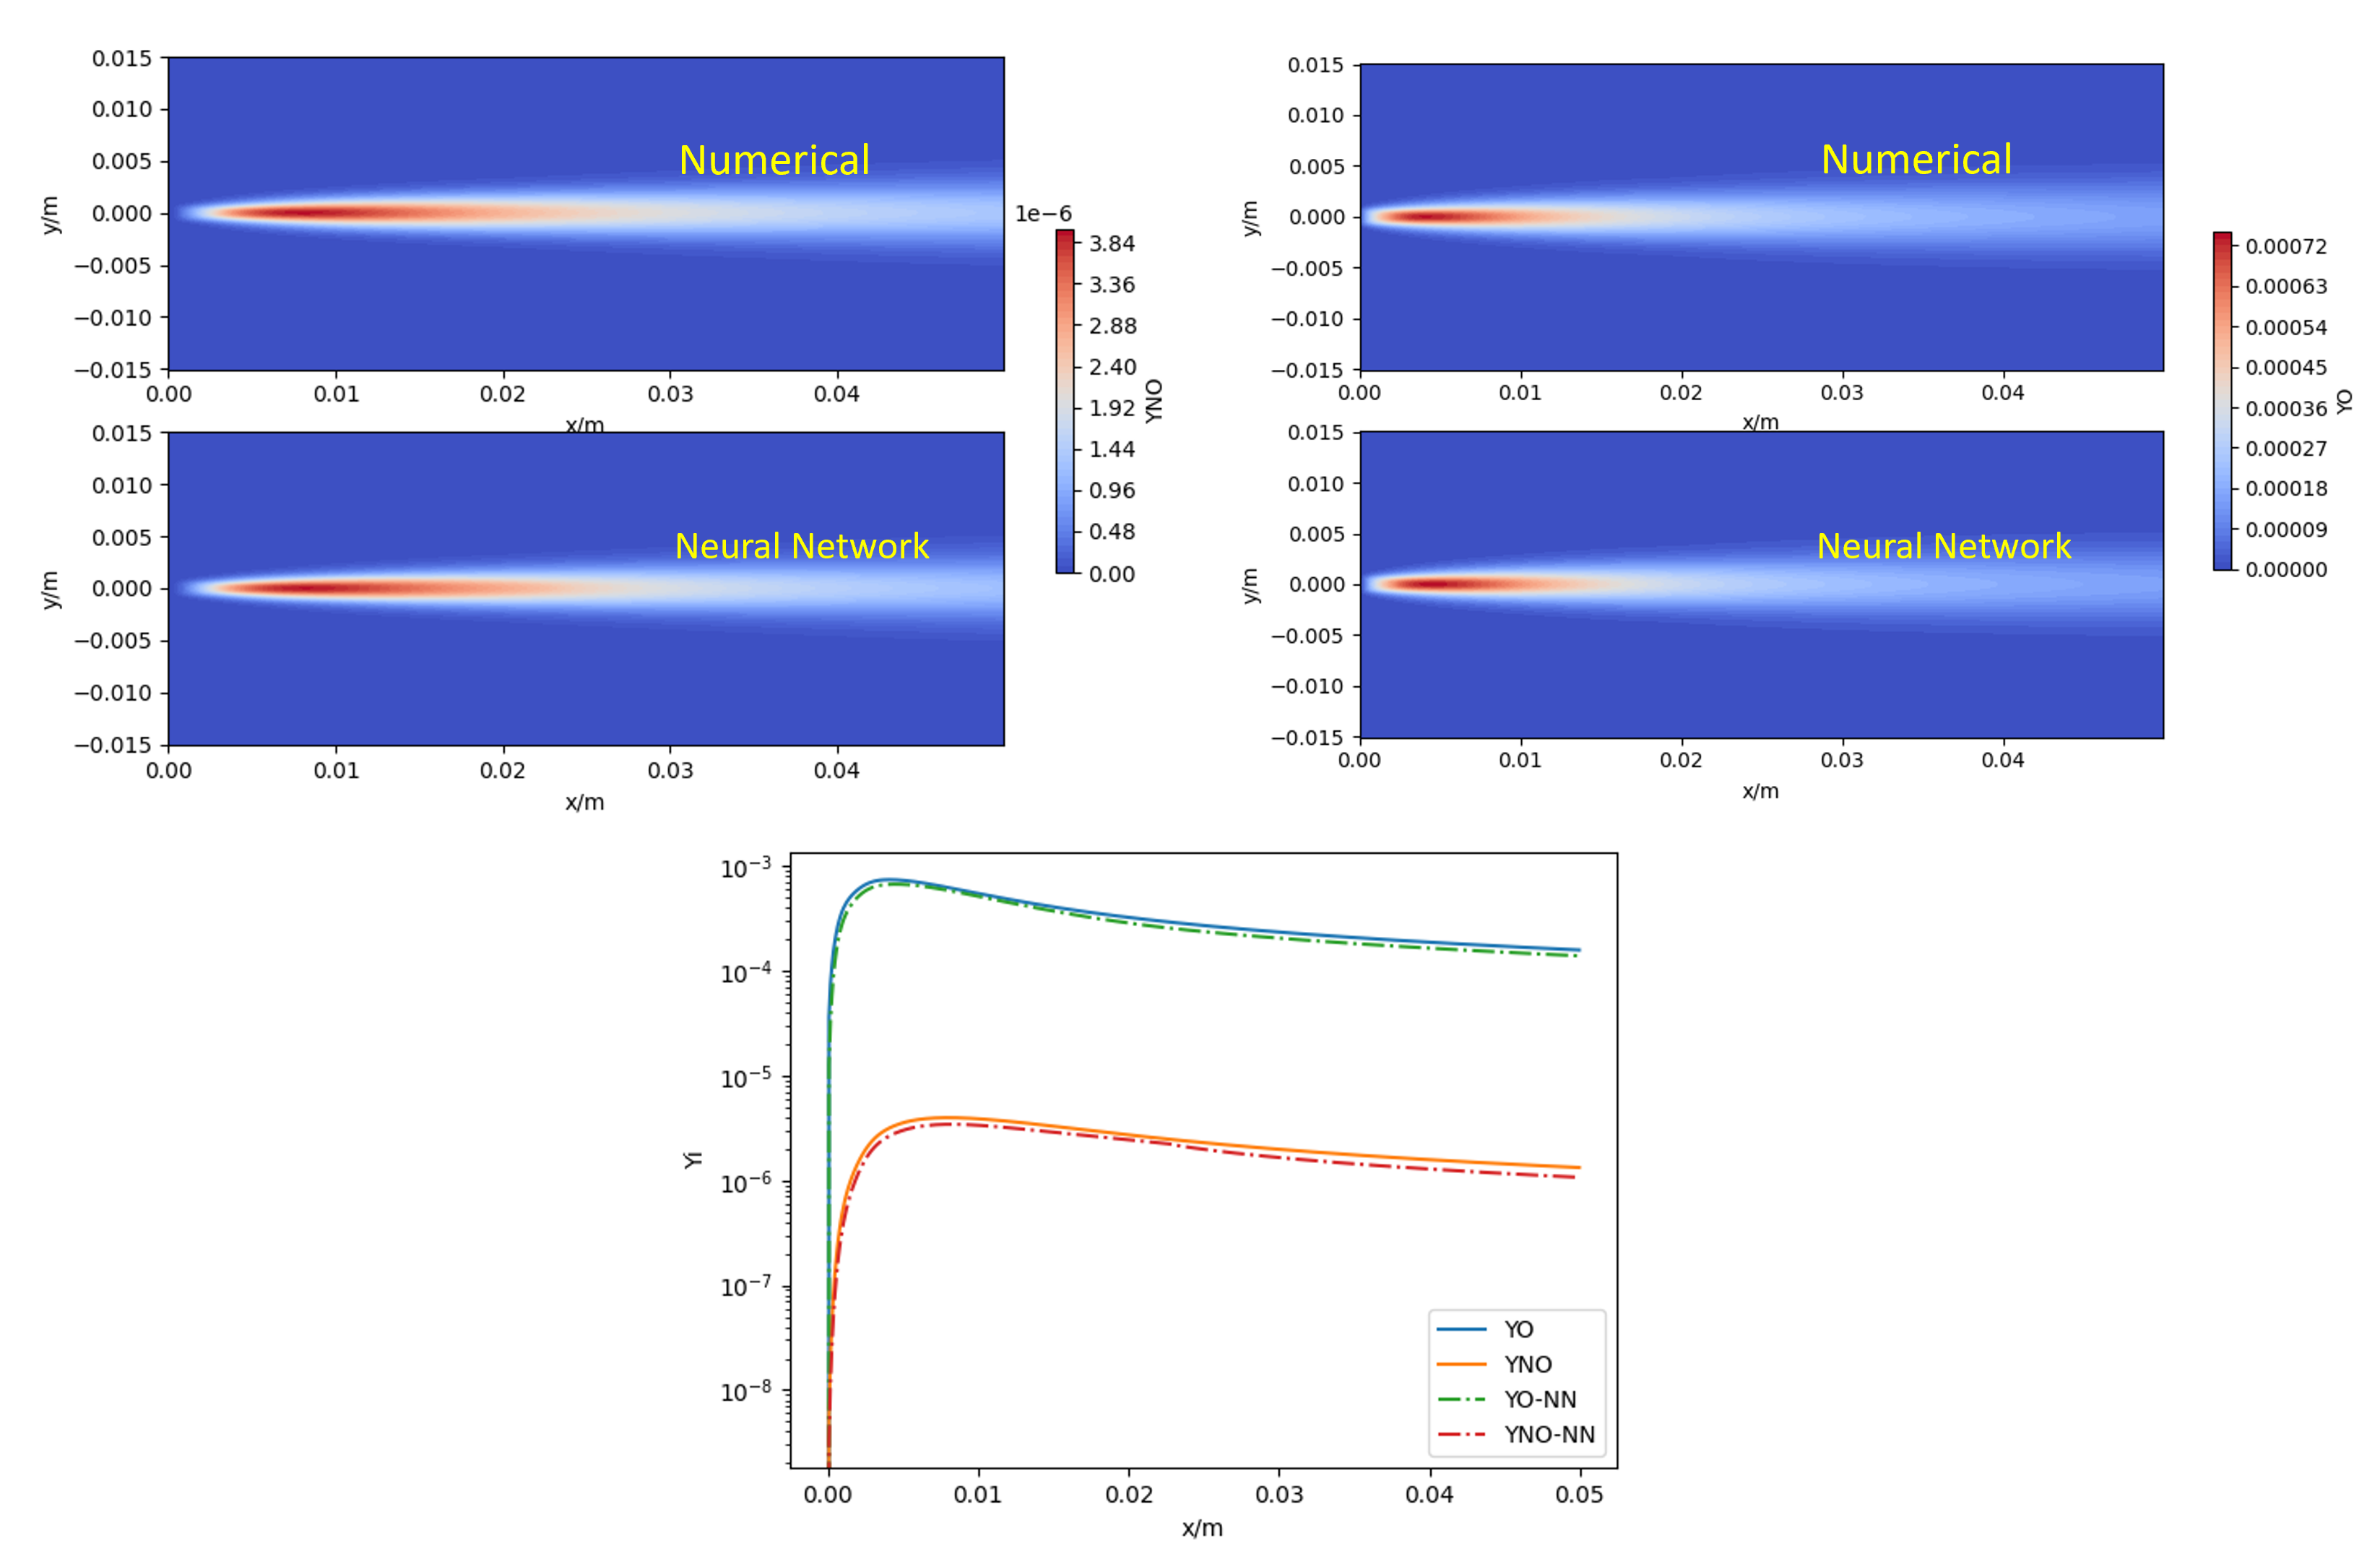 0.015
0.010
0.005
0.000
−0.005
−0.010
−0.015
y/m
Numerical
0.00 0.01 0.02 0.03 0.04
x/m
0.015
0.010
0.005
0.000
−0.005
−0.010
−0.015
y/m
Neural Network
0.00 0.01 0.02 0.03 0.04
x/m
1e−6
3.84
3.36
2.88
2.40
1.92
1.44
0.96
0.48
0.00
YNO
0.015
0.010
0.005
0.000
−0.005
−0.010
−0.015
y/m
Numerical
0.00 0.01 0.02 0.03 0.04
x/m
0.015
0.010
0.005
0.000
−0.005
−0.010
−0.015
y/m
Neural Network
0.00 0.01 0.02 0.03 0.04
x/m
0.00072
0.00063
0.00054
0.00045
0.00036
0.00027
0.00018
0.00009
0.00000
YO
10⁻³
10⁻⁴
10⁻⁵
10⁻⁶
10⁻⁷
10⁻⁸
Yi
YO
YNO
YO-NN
YNO-NN
0.00 0.01 0.02 0.03 0.04 0.05
x/m